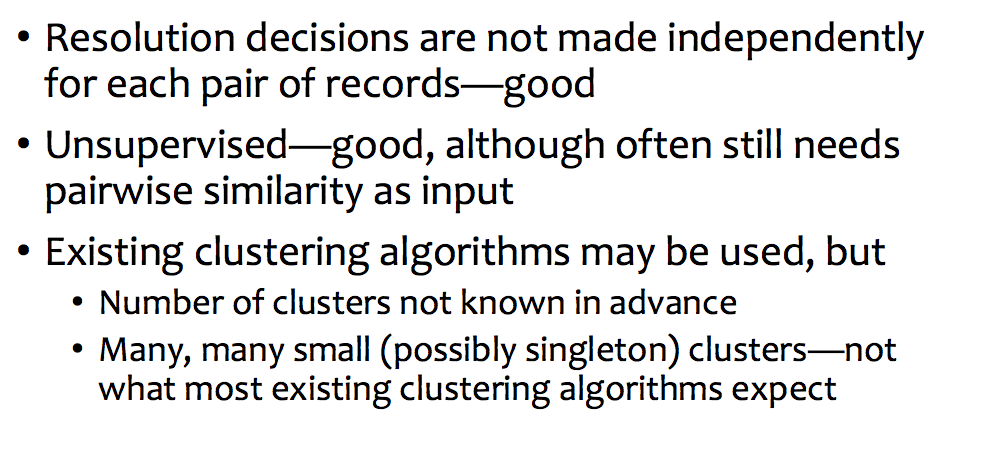 • Resolution decisions are not made independently
for each pair of records—good
• Unsupervised—good, although often still needs
pairwise similarity as input
• Existing clustering algorithms may be used, but
• Number of clusters not known in advance
• Many, many small (possibly singleton) clusters—not
what most existing clustering algorithms expect